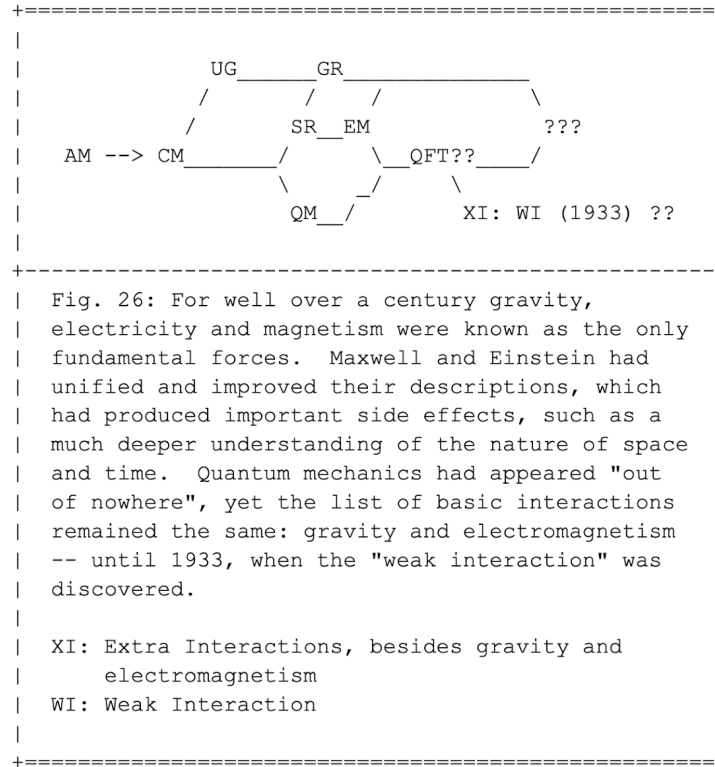 +====================================================
|
|               UG______GR______________
|              /       /    /           \
|             /       SR__EM             ???
|   AM --> CM_______/      \__QFT??____/
|                   \     _/     \
|                    QM__/        XI: WI (1933) ??
|
+----------------------------------------------------
|  Fig. 26: For well over a century gravity,
|  electricity and magnetism were known as the only
|  fundamental forces.  Maxwell and Einstein had
|  unified and improved their descriptions, which
|  had produced important side effects, such as a
|  much deeper understanding of the nature of space
|  and time.  Quantum mechanics had appeared "out
|  of nowhere", yet the list of basic interactions
|  remained the same: gravity and electromagnetism
|  -- until 1933, when the "weak interaction" was
|  discovered.
|
|  XI: Extra Interactions, besides gravity and
|      electromagnetism
|  WI: Weak Interaction
|
+====================================================